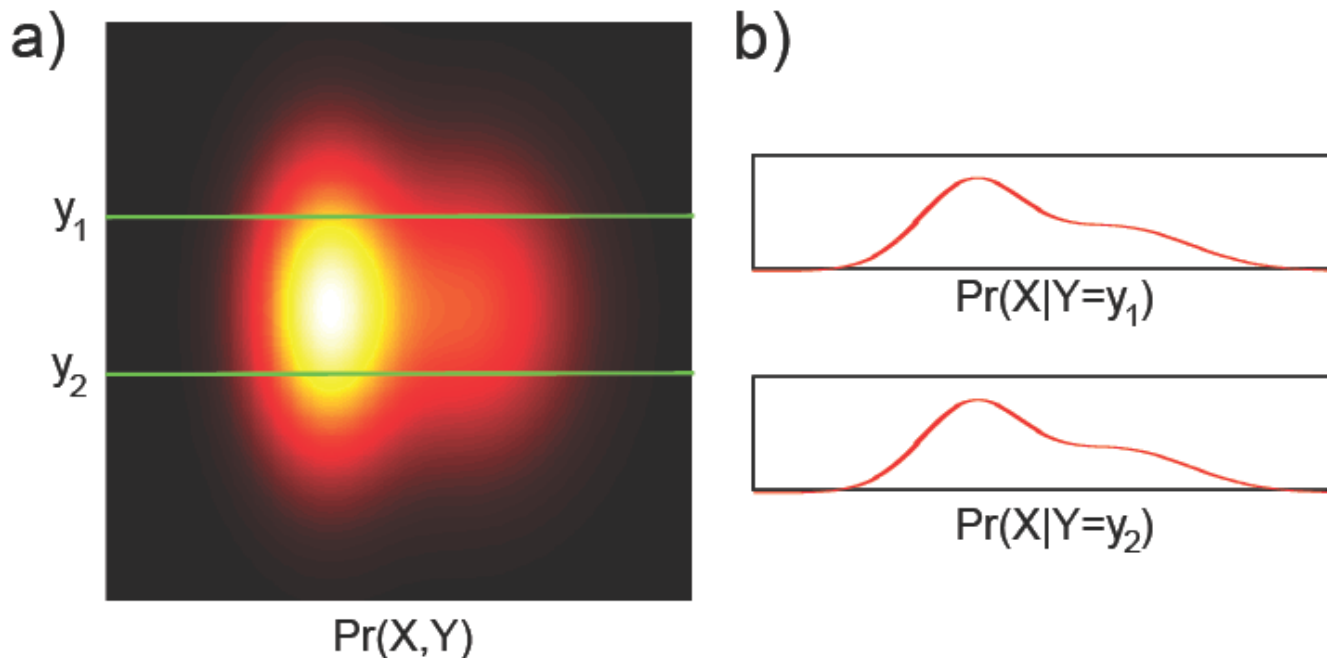 a)
y₁
y₂
Pr(X,Y)
b)
Pr(X|Y=y₁)
Pr(X|Y=y₂)